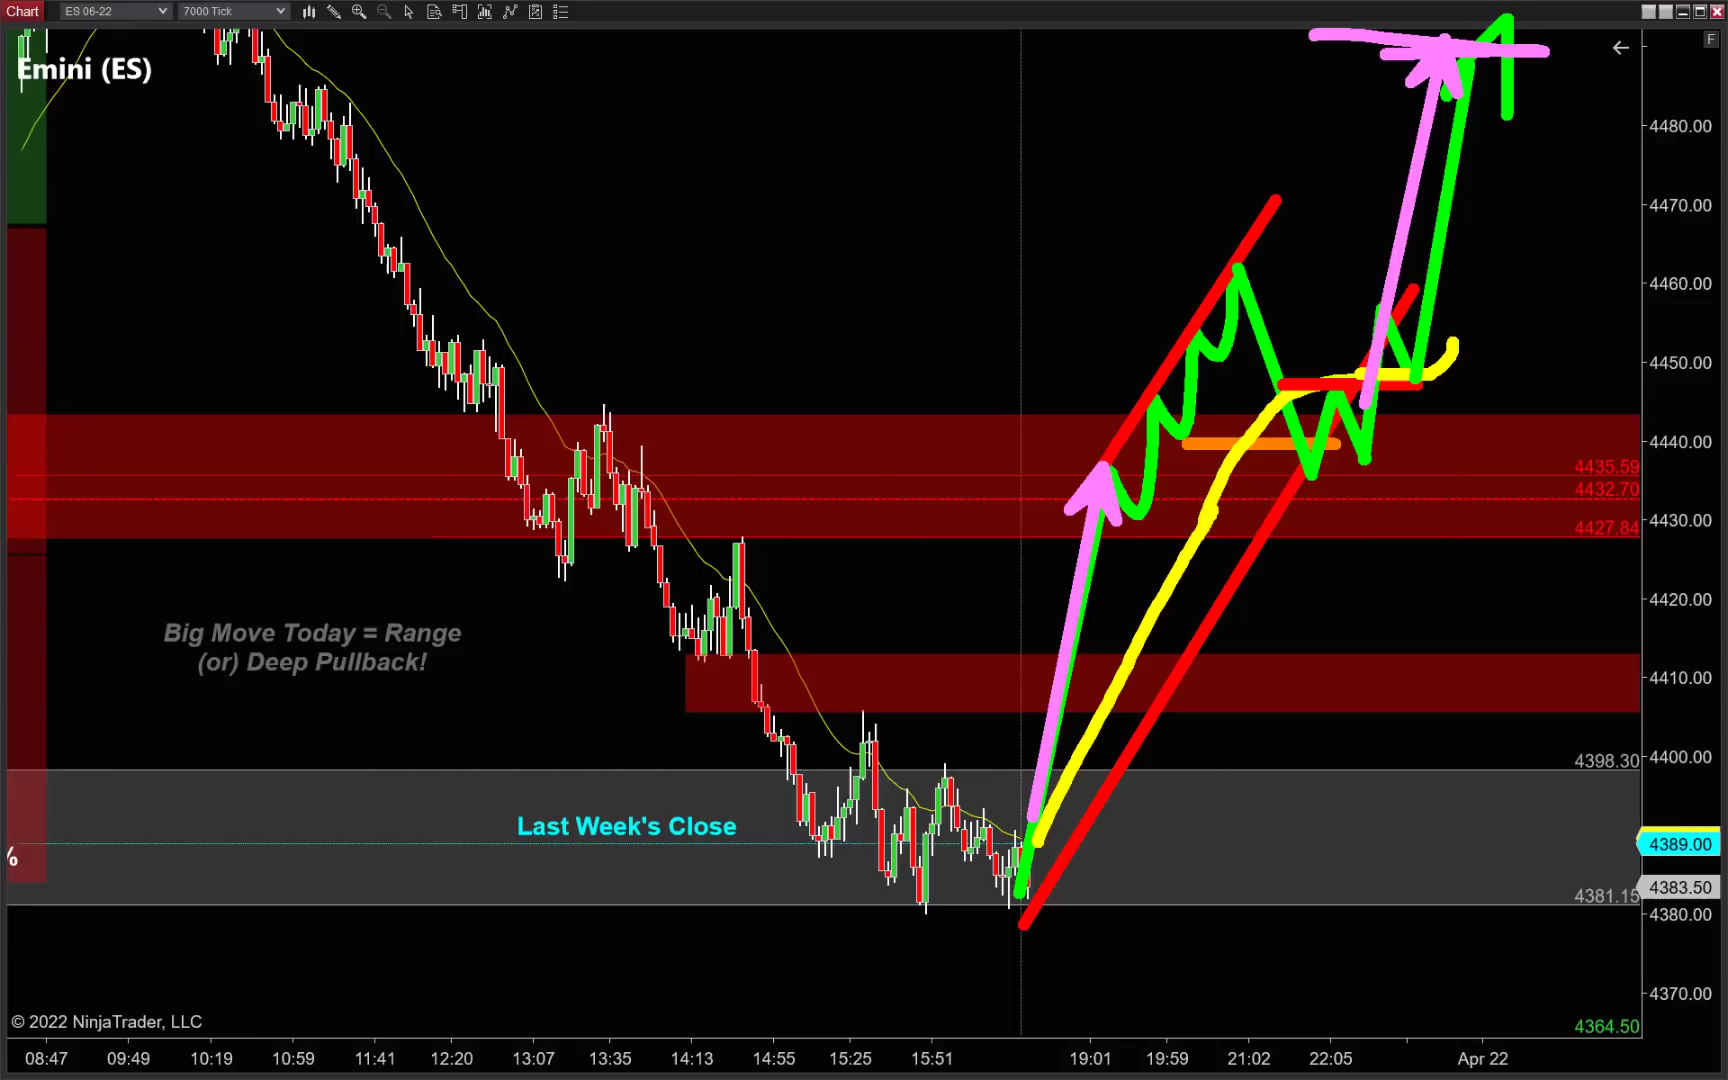 Chart
ES 06-22
7000 Tick
F
Emini (ES)
4480.00
4470.00
4460.00
4450.00
4440.00
4435.59
4432.70
4430.00
4427.84
4420.00
Big Move Today = Range
(or) Deep Pullback!
4410.00
4400.00
4398.30
Last Week's Close
4389.00
%
4383.50
4381.15
4380.00
4370.00
4364.50
© 2022 NinjaTrader, LLC
08:47 09:49 10:19 10:59 11:41 12:20 13:07 13:35 14:13 14:55 15:25 15:51 19:01 19:59 21:02 22:05 Apr 22